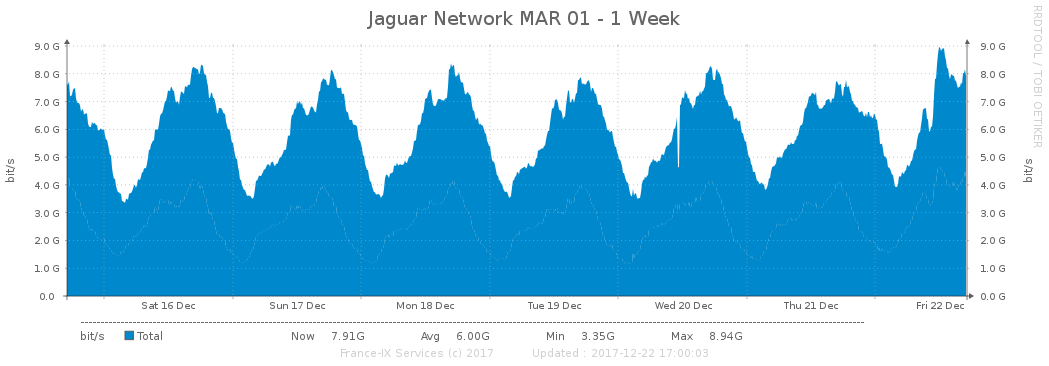 Jaguar Network MAR 01 - 1 Week
RRDTOOL / TOBI OETIKER
9.0 G 9.0 G
8.0 G 8.0 G
7.0 G 7.0 G
6.0 G 6.0 G
5.0 G 5.0 G
4.0 G 4.0 G
3.0 G 3.0 G
2.0 G 2.0 G
1.0 G 1.0 G
0.0 0.0 G
bit/s
bit/s
Sat 16 Dec Sun 17 Dec Mon 18 Dec Tue 19 Dec Wed 20 Dec Thu 21 Dec Fri 22 Dec
bit/s Total Now 7.91G Avg 6.00G Min 3.35G Max 8.94G
France-IX Services (c) 2017 Updated : 2017-12-22 17:00:03